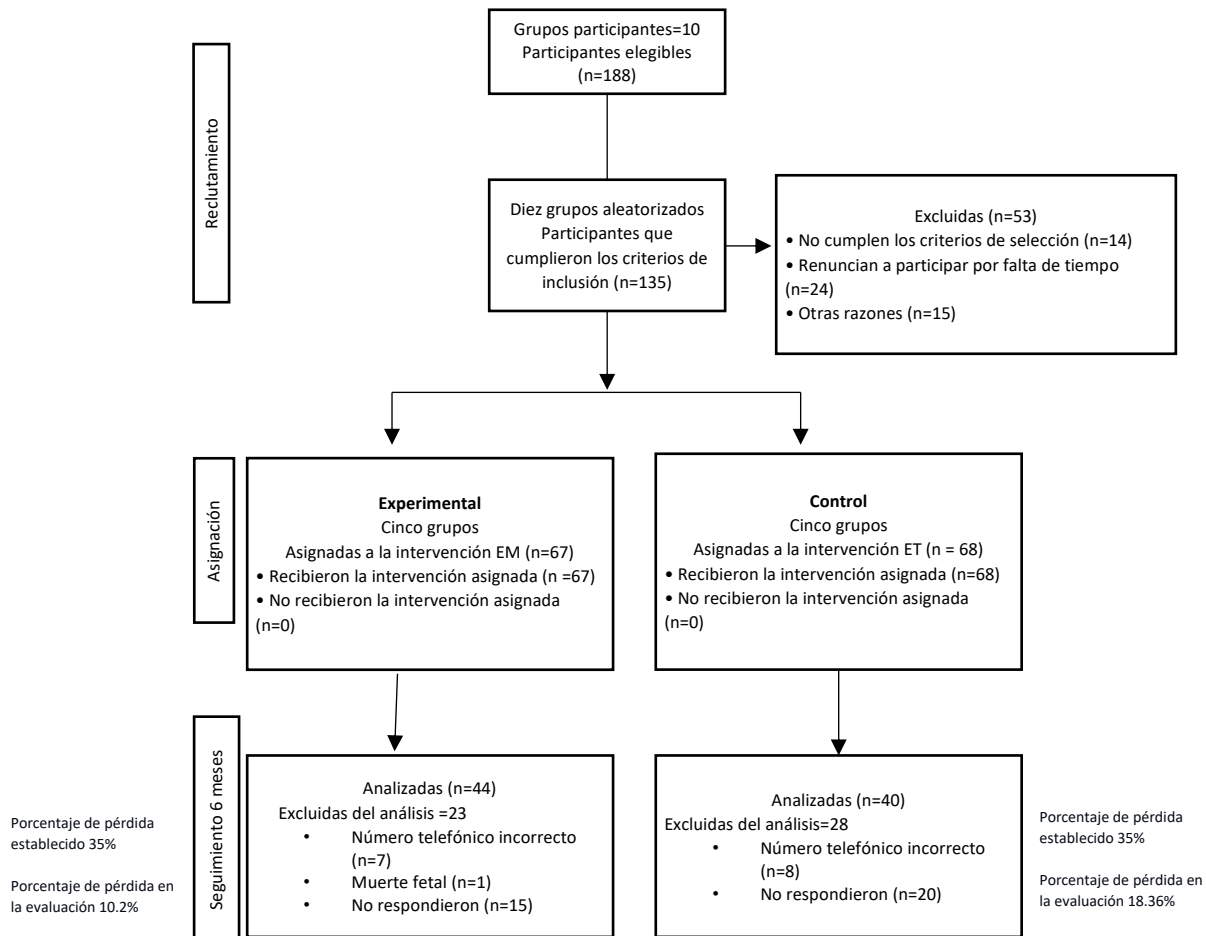 Grupos participantes=10
Participantes elegibles
(n=188)
Reclutamiento
Diez grupos aleatorizados
Participantes que
cumplieron los criterios de
inclusión (n=135)
Excluidas (n=53)
• No cumplen los criterios de selección (n=14)
• Renuncian a participar por falta de tiempo
(n=24)
• Otras razones (n=15)
Asignación
Experimental
Cinco grupos
Asignadas a la intervención EM (n=67)
• Recibieron la intervención asignada (n =67)
• No recibieron la intervención asignada
(n=0)
Control
Cinco grupos
Asignadas a la intervención ET (n = 68)
• Recibieron la intervención asignada (n=68)
• No recibieron la intervención asignada
(n=0)
Seguimiento 6 meses
Porcentaje de pérdida
establecido 35%
Porcentaje de pérdida en
la evaluación 10.2%
Analizadas (n=44)
Excluidas del análisis =23
• Número telefónico incorrecto
(n=7)
• Muerte fetal (n=1)
• No respondieron (n=15)
Analizadas (n=40)
Excluidas del análisis=28
• Número telefónico incorrecto
(n=8)
• No respondieron (n=20)
Porcentaje de pérdida
establecido 35%
Porcentaje de pérdida en
la evaluación 18.36%